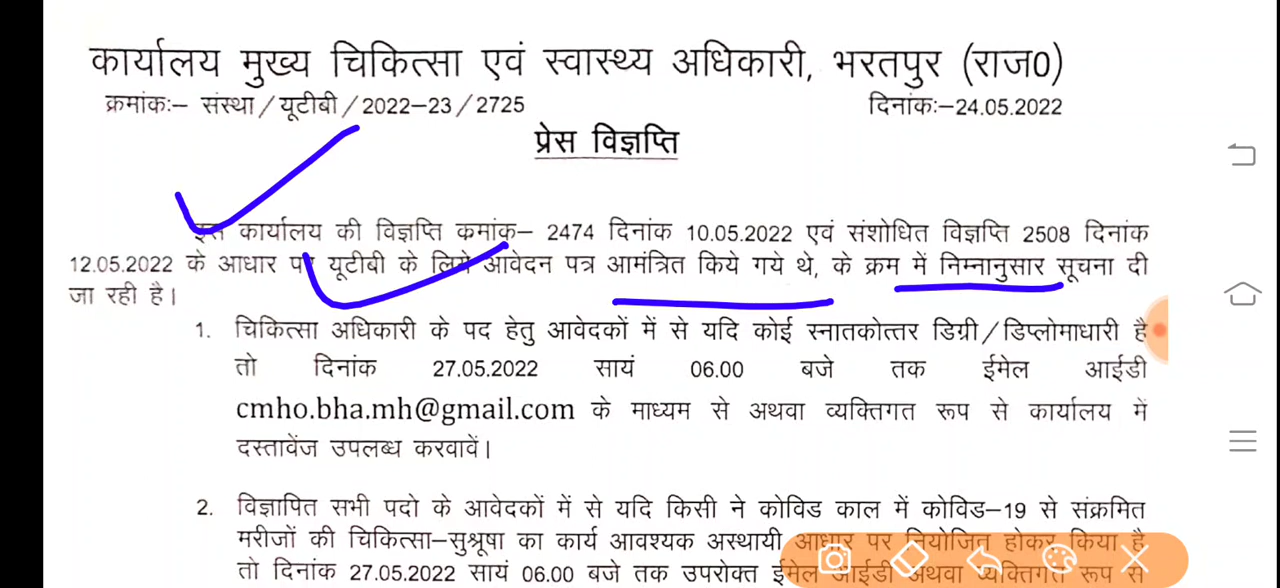 कार्यालय मुख्य चिकित्सा एवं स्वास्थ्य अधिकारी, भरतपुर (राज0)
क्रमांकः– संस्था/यूटीबी/2022–23/2725 दिनांकः–24.05.2022
प्रेस विज्ञप्ति
इस कार्यालय की विज्ञप्ति क्रमांक– 2474 दिनांक 10.05.2022 एवं संशोधित विज्ञप्ति 2508 दिनांक
12.05.2022 के आधार पर यूटीबी के लिये आवेदन पत्र आमंत्रित किये गये थे, के क्रम में निम्नानुसार सूचना दी
जा रही है।
1. चिकित्सा अधिकारी के पद हेतु आवेदकों में से यदि कोई स्नातकोत्तर डिग्री/डिप्लोमाधारी है
तो दिनांक 27.05.2022 सायं 06.00 बजे तक ईमेल आईडी
cmho.bha.mh@gmail.com के माध्यम से अथवा व्यक्तिगत रूप से कार्यालय में
दस्तावेंज उपलब्ध करवावें।
2. विज्ञापित सभी पदो के आवेदकों में से यदि किसी ने कोविड काल में कोविड–19 से संक्रमित
मरीजों की चिकित्सा–सुश्रूषा का कार्य आवश्यक अस्थायी आधार पर नियोजित होकर किया है
तो दिनांक 27.05.2022 सायं 06.00 बजे तक उपरोक्त ईमेल आईडी अथवा व्यक्तिगत रूप से